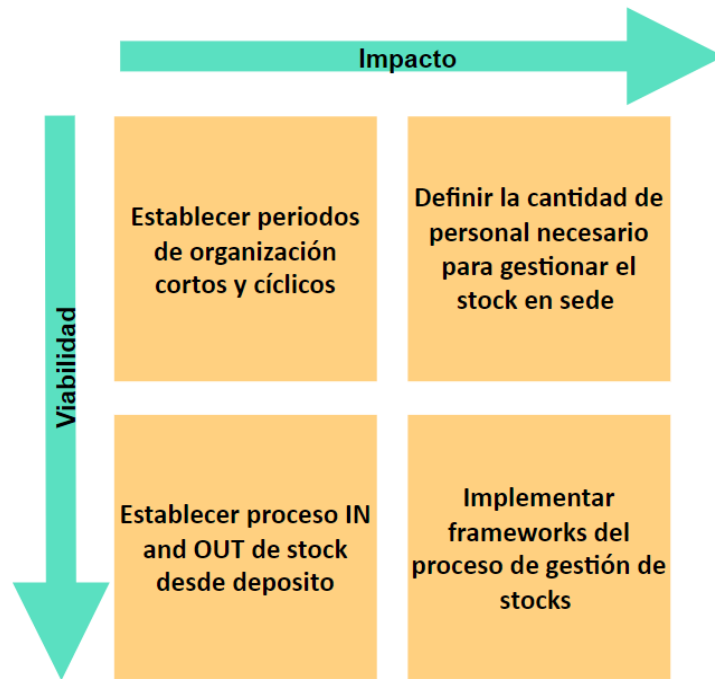 Impacto
Viabilidad
Establecer periodos
de organización
cortos y cíclicos
Definir la cantidad de
personal necesario
para gestionar el
stock en sede
Establecer proceso IN
and OUT de stock
desde deposito
Implementar
frameworks del
proceso de gestión de
stocks